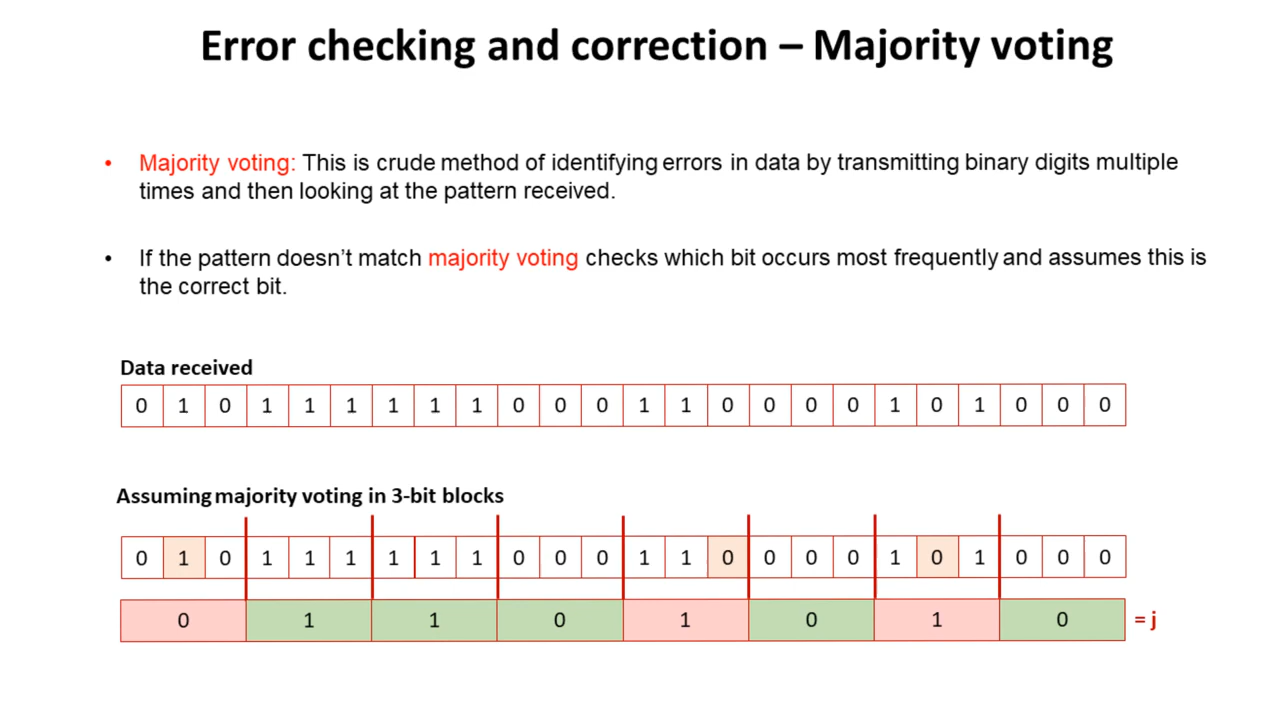 Error checking and correction – Majority voting
• Majority voting: This is crude method of identifying errors in data by transmitting binary digits multiple
times and then looking at the pattern received.
• If the pattern doesn’t match majority voting checks which bit occurs most frequently and assumes this is
the correct bit.
Data received
0 1 0 1 1 1 1 1 1 0 0 0 1 1 0 0 0 0 1 0 1 0 0 0
Assuming majority voting in 3-bit blocks
0 1 0 1 1 1 1 1 1 0 0 0 1 1 0 0 0 0 1 0 1 0 0 0
0 1 1 0 1 0 1 0 = j